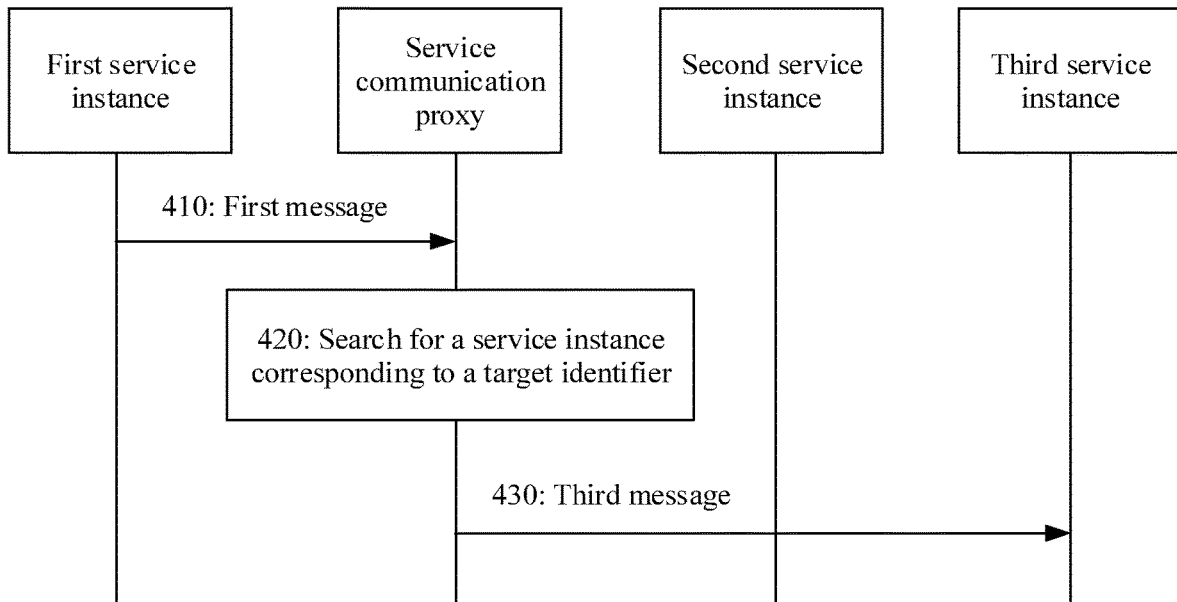 First service
instance
Service
communication
proxy
Second service
instance
Third service
instance
410: First message
420: Search for a service instance
corresponding to a target identifier
430: Third message